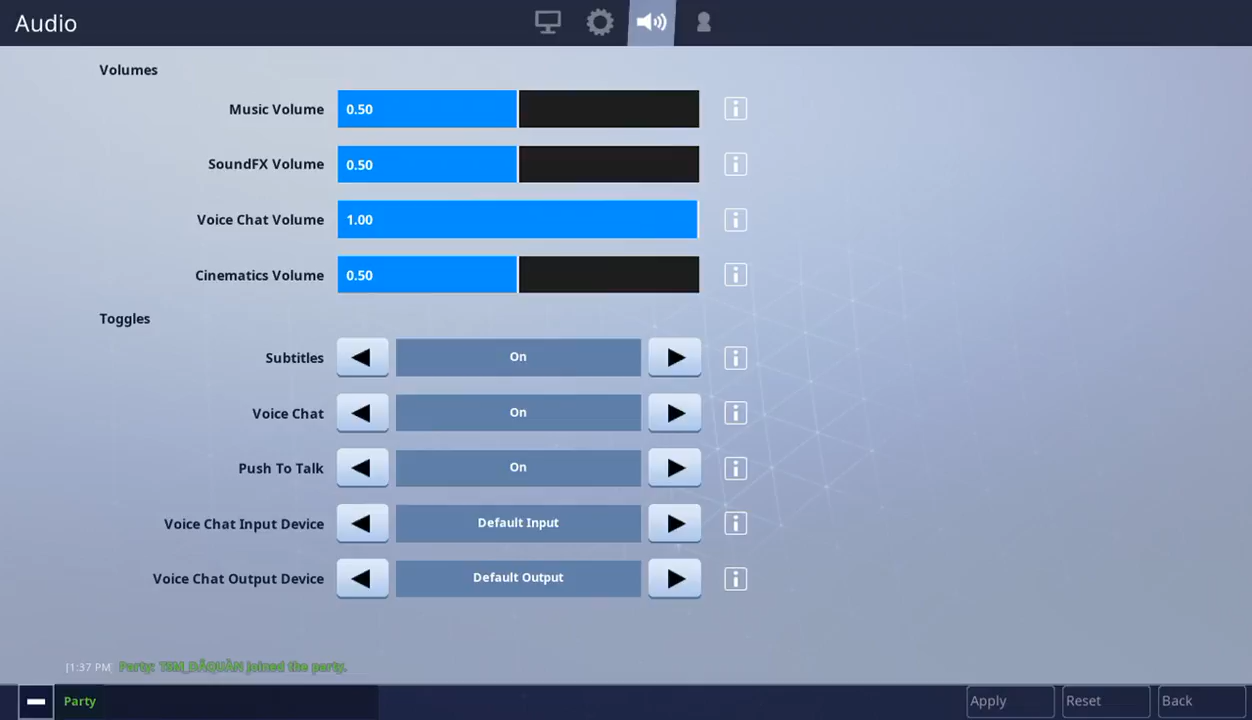 Audio
Volumes
Music Volume 0.50
SoundFX Volume 0.50
Voice Chat Volume 1.00
Cinematics Volume 0.50
Toggles
Subtitles On
Voice Chat On
Push To Talk On
Voice Chat Input Device Default Input
Voice Chat Output Device Default Output
[1:37 PM] Party: joined the party.
Party Apply Reset Back